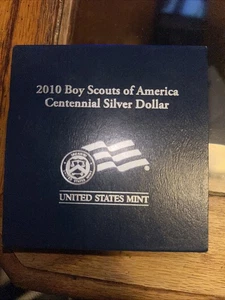 2010 Boy Scouts of America
Centennial Silver Dollar
UNITED STATES MINT